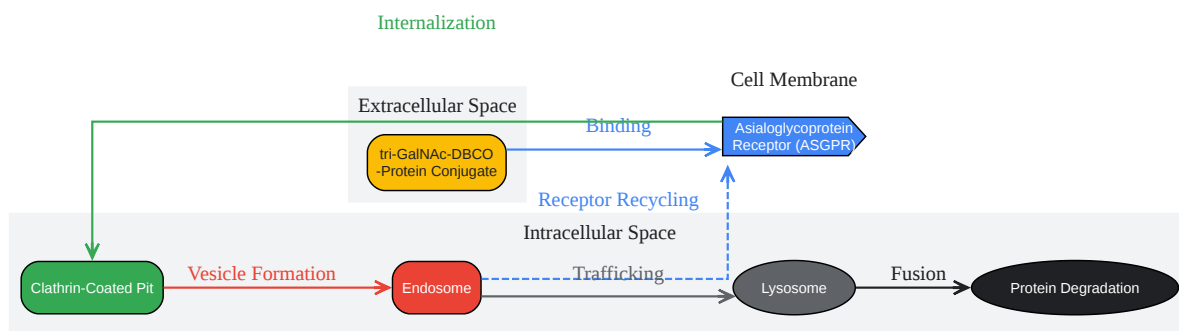 Internalization
Cell Membrane
Extracellular Space
Binding
Asialoglycoprotein
Receptor (ASGPR)
tri-GalNAc-DBCO
-Protein Conjugate
Receptor Recycling
Intracellular Space
Vesicle Formation
Trafficking
Fusion
Clathrin-Coated Pit
Endosome
Lysosome
Protein Degradation